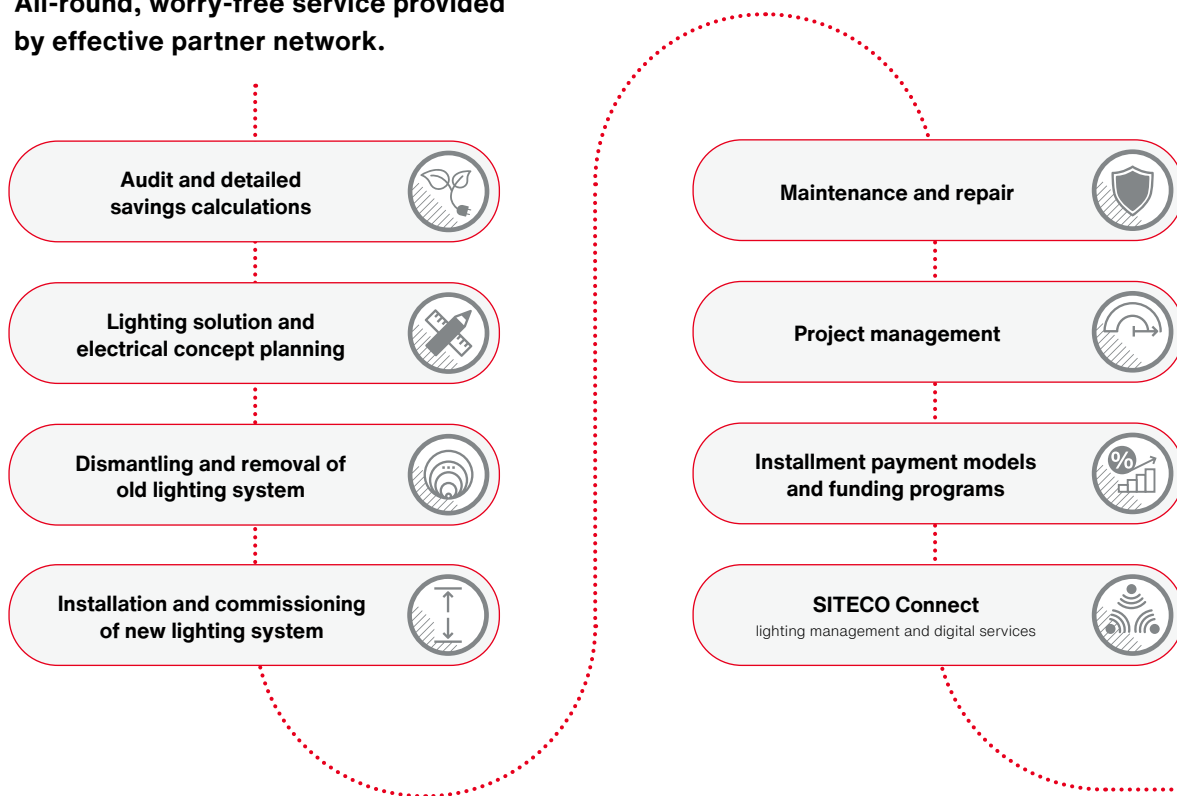 All-round, worry-free service provided
by effective partner network.
Audit and detailed
savings calculations
Lighting solution and
electrical concept planning
Dismantling and removal of
old lighting system
Installation and commissioning
of new lighting system
Maintenance and repair
Project management
Installment payment models
and funding programs
%
SITECO Connect
lighting management and digital services